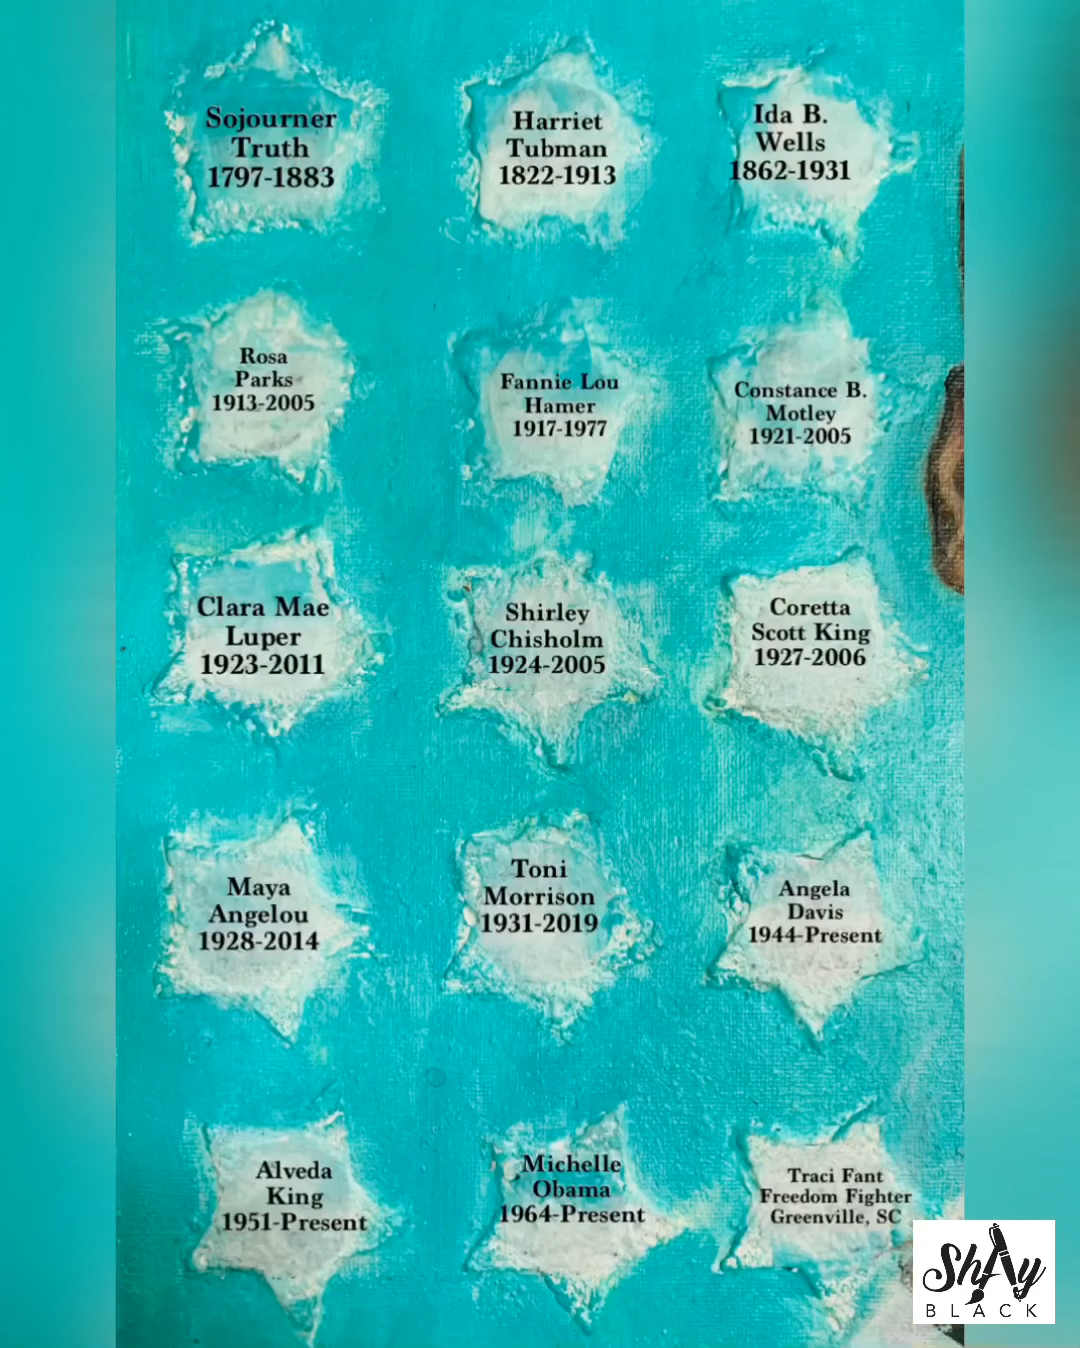 Sojourner
Truth
1797-1883
Harriet
Tubman
1822-1913
Ida B.
Wells
1862-1931
Rosa
Parks
1913-2005
Fannie Lou
Hamer
1917-1977
Constance B.
Motley
1921-2005
Clara Mae
Luper
1923-2011
Shirley
Chisholm
1924-2005
Coretta
Scott King
1927-2006
Maya
Angelou
1928-2014
Toni
Morrison
1931-2019
Angela
Davis
1944-Present
Alveda
King
1951-Present
Michelle
Obama
1964-Present
Traci Fant
Freedom Fighter
Greenville, SC
ShAy
BLACK